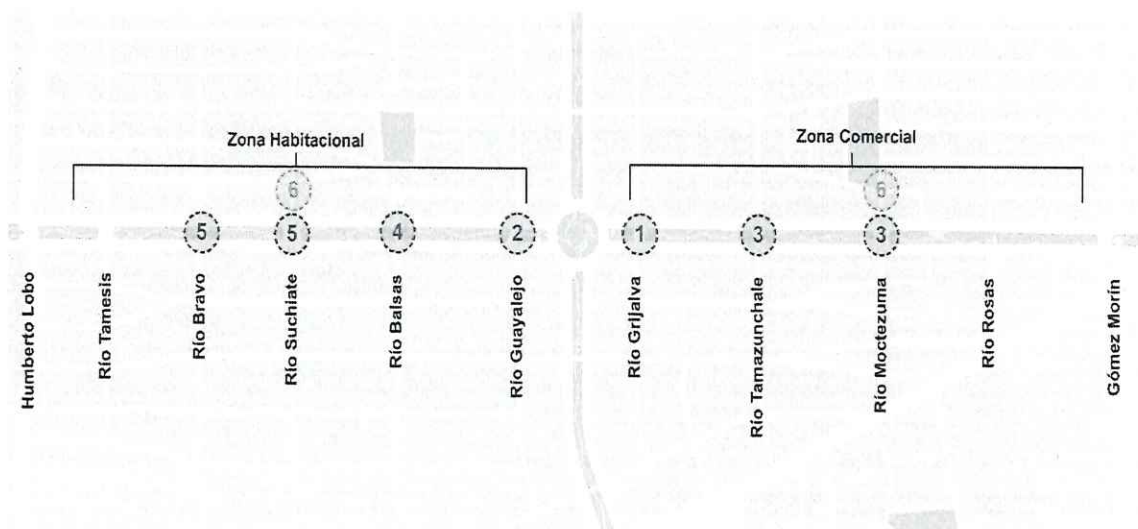 Zona Habitacional
Zona Comercial
6
6
5
5
4
2
1
3
3
Humberto Lobo
Río Tamesis
Río Bravo
Río Suchiate
Río Balsas
Río Guayalejo
Río Grijalva
Río Tamazunchale
Río Moctezuma
Río Rosas
Gómez Morín